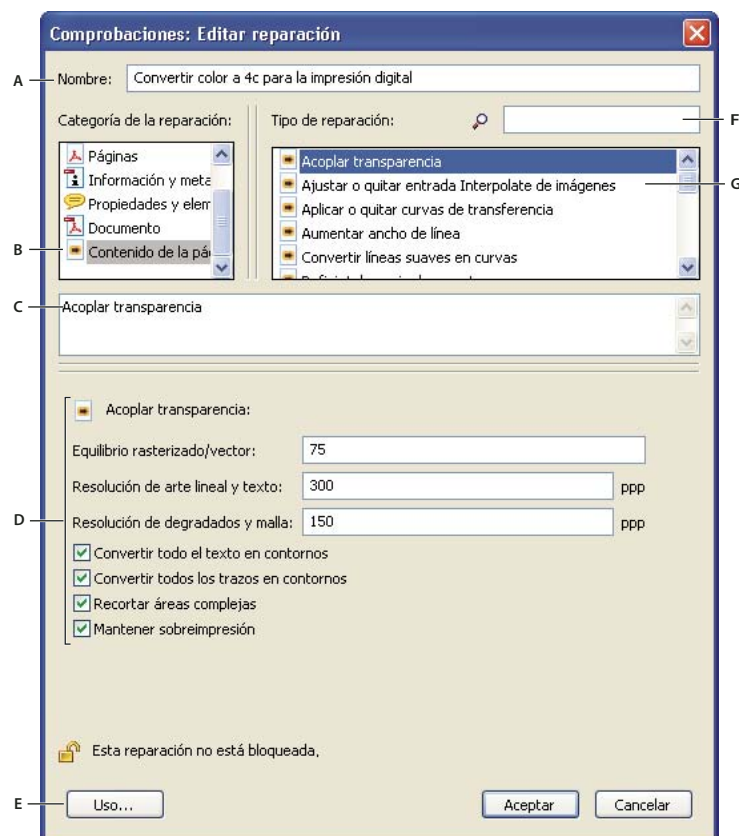 Comprobaciones: Editar reparación
A
Nombre:
Convertir color a 4c para la impresión digital
Categoría de la reparación:
Tipo de reparación:
F
Páginas
Información y meta
Propiedades y elem
Documento
B
Contenido de la pá
Acoplar transparencia
Ajustar o quitar entrada Interpolate de imágenes
G
Aplicar o quitar curvas de transferencia
Aumentar ancho de línea
Convertir líneas suaves en curvas
C
Acoplar transparencia
D
Acoplar transparencia:
Equilibrio rasterizado/vector: 75
Resolución de arte lineal y texto: 300 ppp
Resolución de degradados y malla: 150 ppp
Convertir todo el texto en contornos
Convertir todos los trazos en contornos
Recortar áreas complejas
Mantener sobreimpresión
Esta reparación no está bloqueada.
E
Uso...
Aceptar
Cancelar